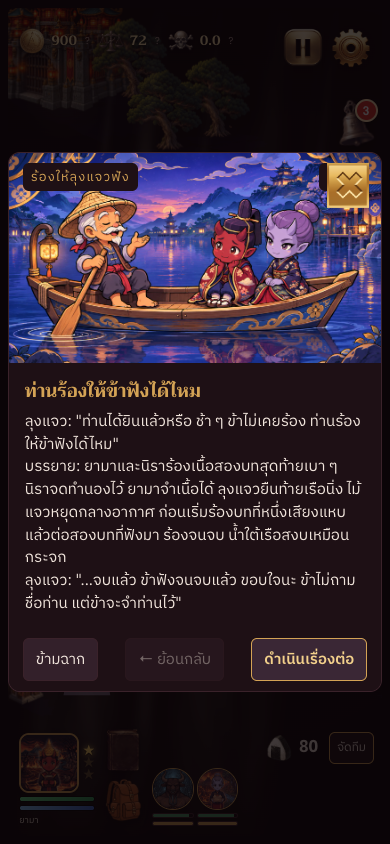 900 ?
72 ?
0.0 ?
3
ร้องให้ลุงแจวฟัง
ท่านร้องให้ข้าฟังได้ไหม
ลุงแจว: "ท่านได้ยินแล้วหรือ ช้า ๆ ข้าไม่เคยร้อง ท่านร้อง
ให้ข้าฟังได้ไหม"
บรรยาย: ยามาและนิราร้องเนื้อสองบทสุดท้ายเบา ๆ
นิราจดทำนองไว้ ยามาจำเนื้อได้ ลุงแจวยืนท้ายเรือนิ่ง ไม้
แจวหยุดกลางอากาศ ก่อนเริ่มร้องบทที่หนึ่งเสียงแหบ
แล้วต่อสองบทที่ฟังมา ร้องจนจบ น้ำใต้เรือสงบเหมือน
กระจก
ลุงแจว: "...จบแล้ว ข้าฟังจนจบแล้ว ขอบใจนะ ข้าไม่ถาม
ชื่อท่าน แต่ข้าจะจำท่านไว้"
ข้ามฉาก
← ย้อนกลับ
ดำเนินเรื่องต่อ
80
จัดทีม
ยามา